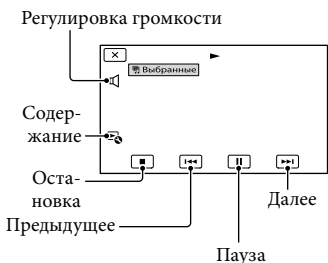 Регулировка громкости
Выбранные
Содер-
жание
Оста-
новка
Предыдущее
Далее
Пауза